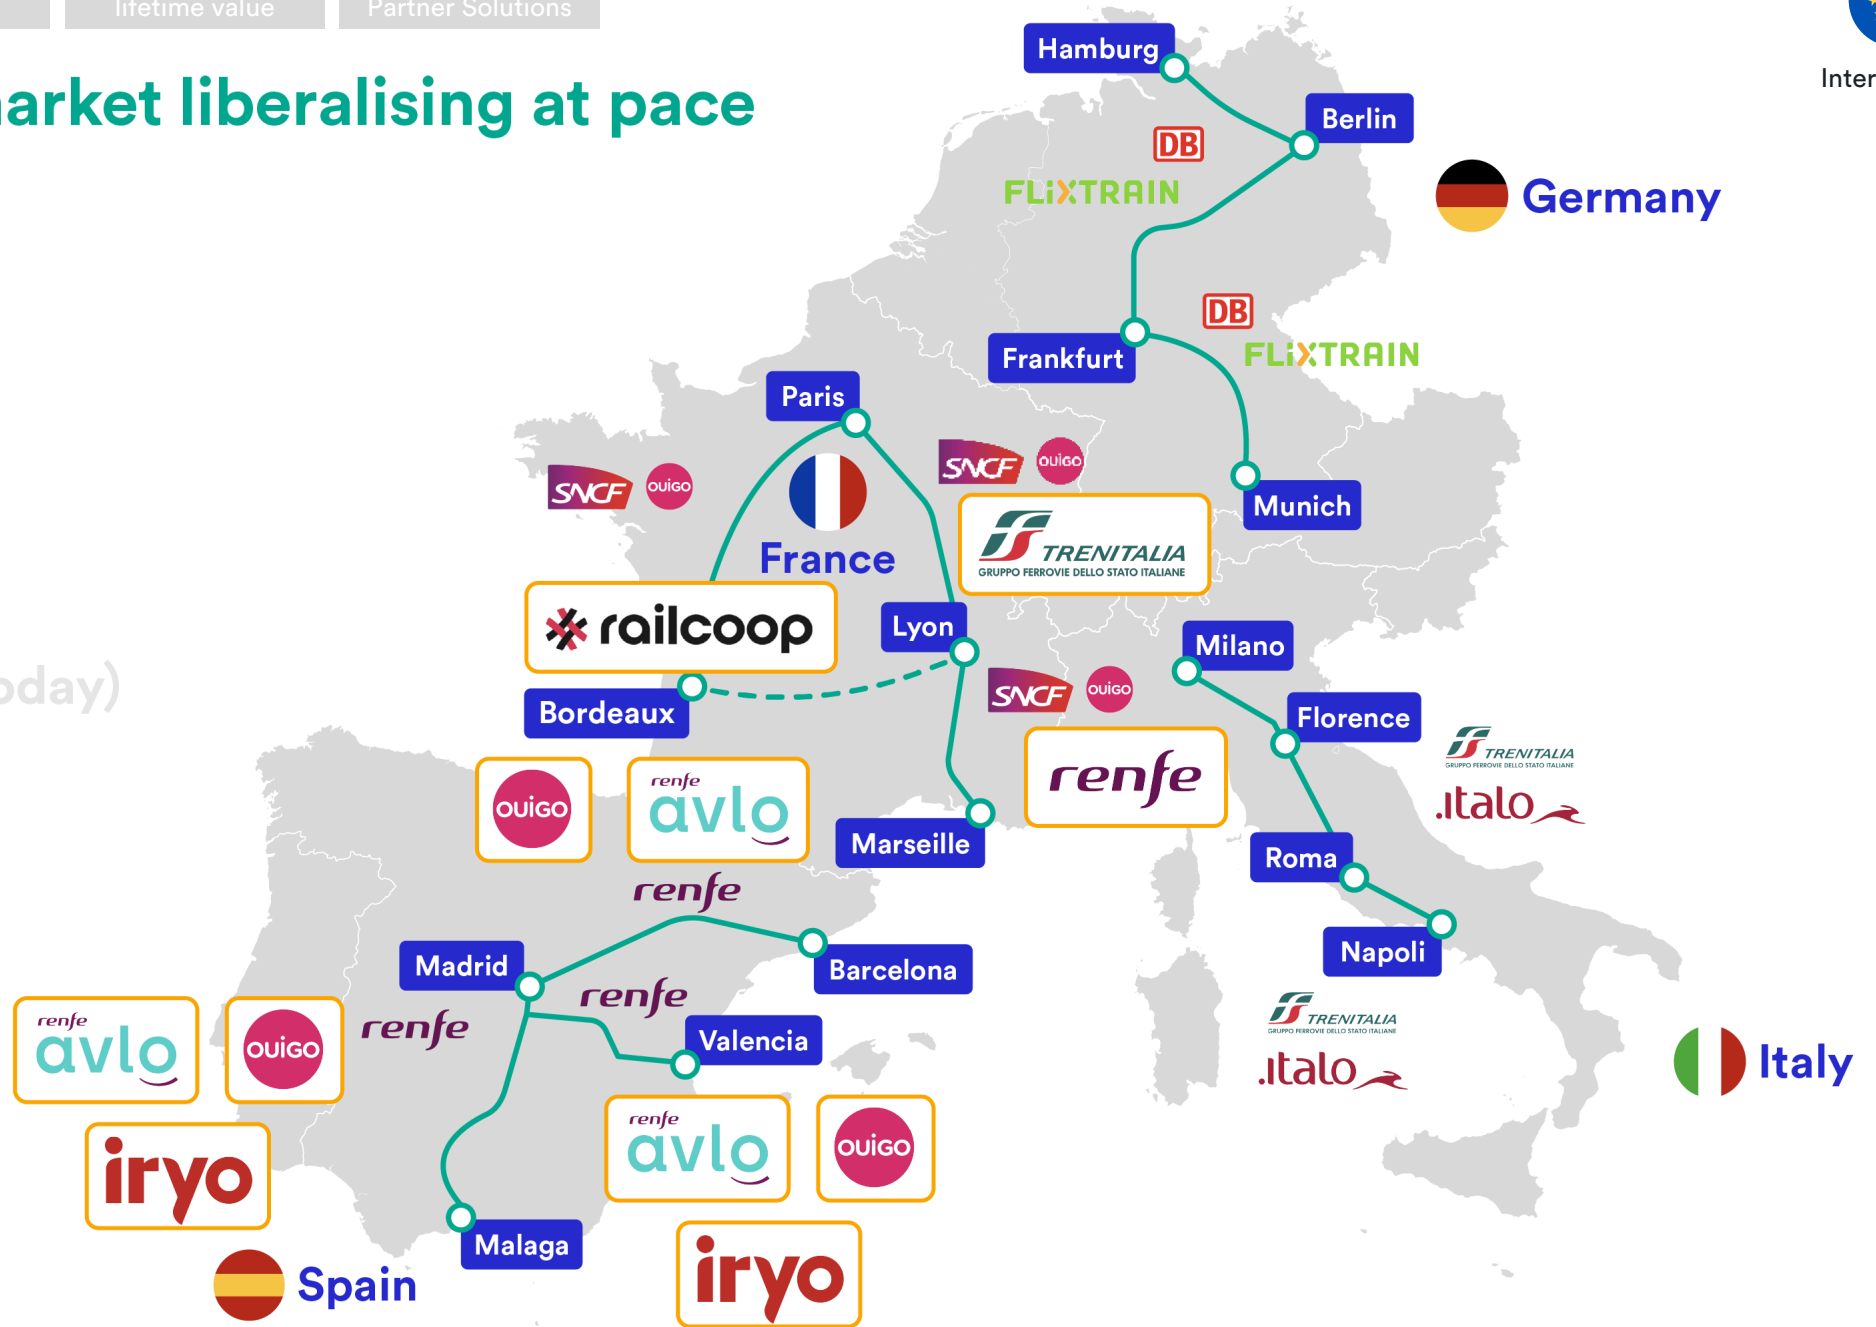 lifetime value
Partner Solutions
arket liberalising at pace
Inter
Hamburg
Berlin
DB
FLiXTRAIN
Germany
DB
FLiXTRAIN
Frankfurt
Paris
SNCF
OUiGO
SNCF
OUiGO
Munich
France
TRENITALIA
GRUPPO FERROVIE DELLO STATO ITALIANE
railcoop
Lyon
Milano
oday)
Bordeaux
SNCF
OUiGO
Florence
TRENITALIA
GRUPPO FERROVIE DELLO STATO ITALIANE
.italo
renfe
OUiGO
renfe
avlo
Marseille
Roma
renfe
Madrid
Barcelona
Napoli
renfe
renfe
avlo
OUiGO
renfe
Valencia
TRENITALIA
GRUPPO FERROVIE DELLO STATO ITALIANE
.italo
Italy
renfe
avlo
OUiGO
iryo
Malaga
iryo
Spain